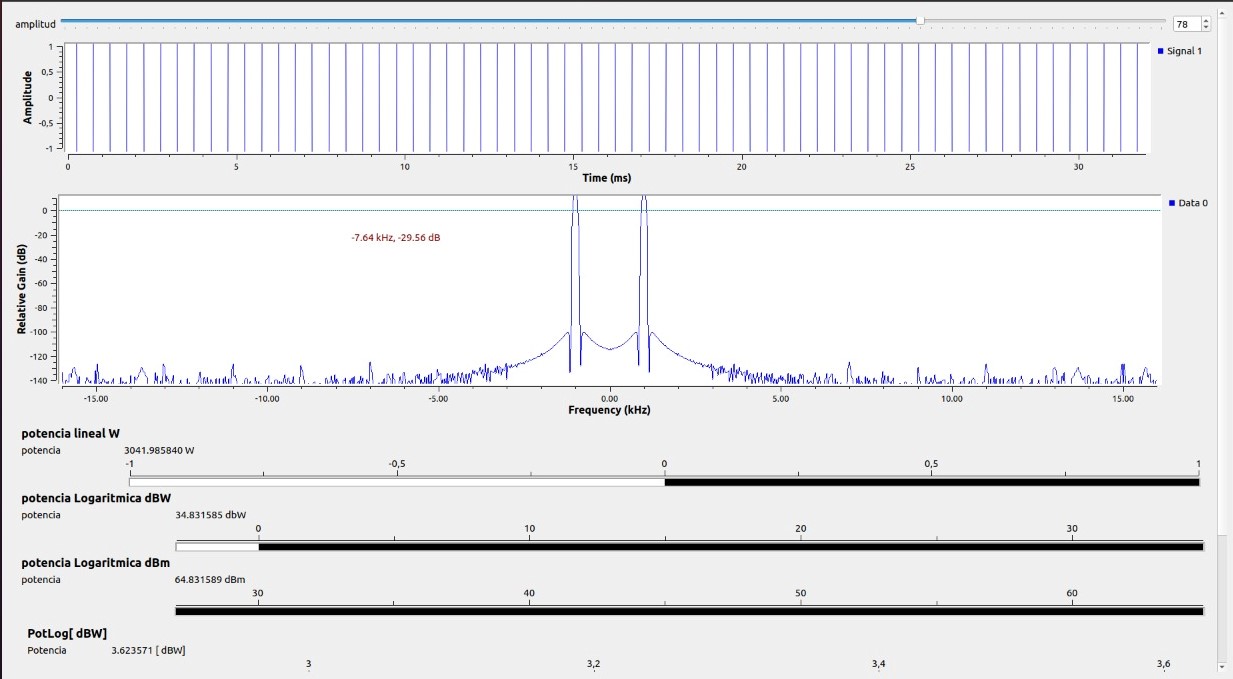 amplitud 78
1
0,5
0
-0,5
-1
Amplitude
Signal 1
0 5 10 15 20 25 30
Time (ms)
0
-20
-40
-60
-80
-100
-120
-140
Relative Gain (dB)
-7.64 kHz, -29.56 dB
Data 0
-15.00 -10.00 -5.00 0.00 5.00 10.00 15.00
Frequency (kHz)
potencia lineal W
potencia 3041.985840 W
-1 -0,5 0 0,5 1
potencia Logaritmica dBW
potencia 34.831585 dbW
0 10 20 30
potencia Logaritmica dBm
potencia 64.831589 dBm
30 40 50 60
PotLog[ dBW]
Potencia 3.623571 [ dBW]
3 3,2 3,4 3,6